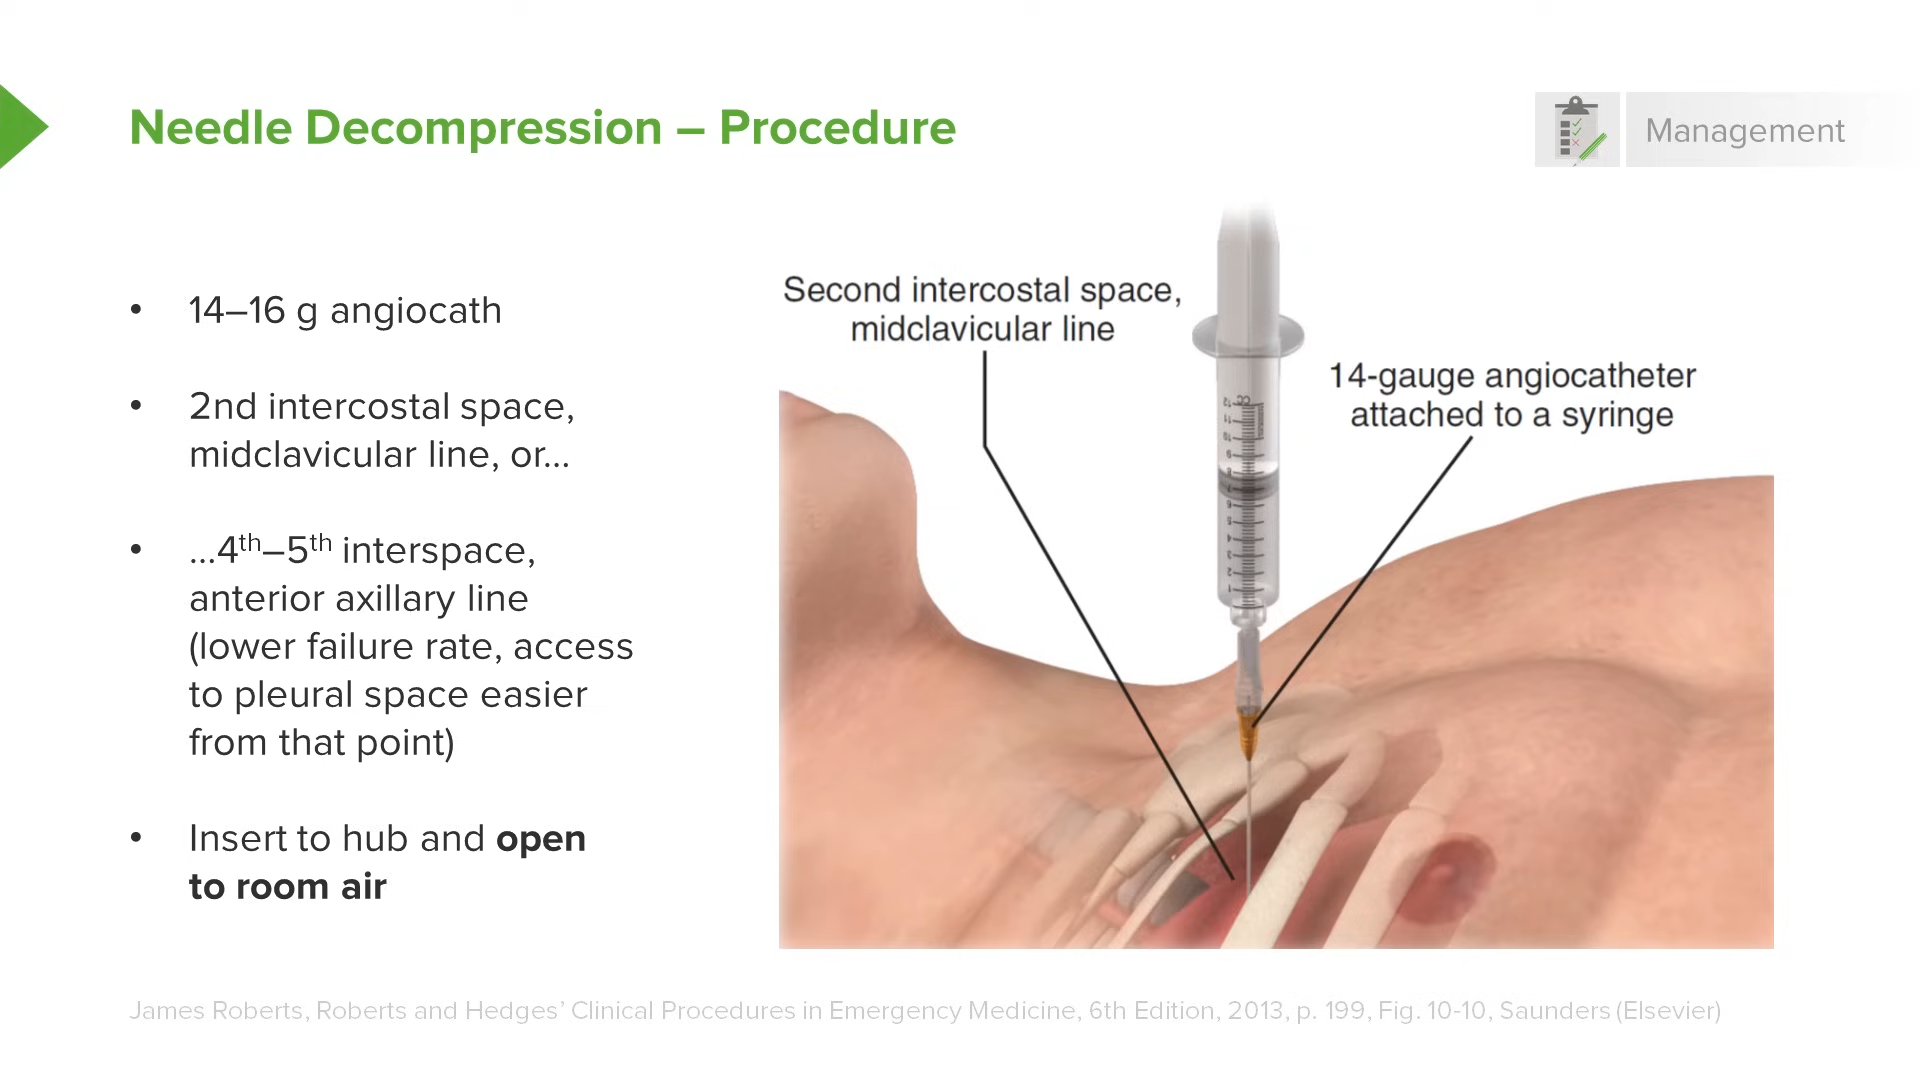 Needle Decompression – Procedure
Management
• 14–16 g angiocath
• 2nd intercostal space,
midclavicular line, or...
• ...4th–5th interspace,
anterior axillary line
(lower failure rate, access
to pleural space easier
from that point)
• Insert to hub and open
to room air
Second intercostal space,
midclavicular line
14-gauge angiocatheter
attached to a syringe
James Roberts, Roberts and Hedges’ Clinical Procedures in Emergency Medicine, 6th Edition, 2013, p. 199, Fig. 10-10, Saunders (Elsevier)